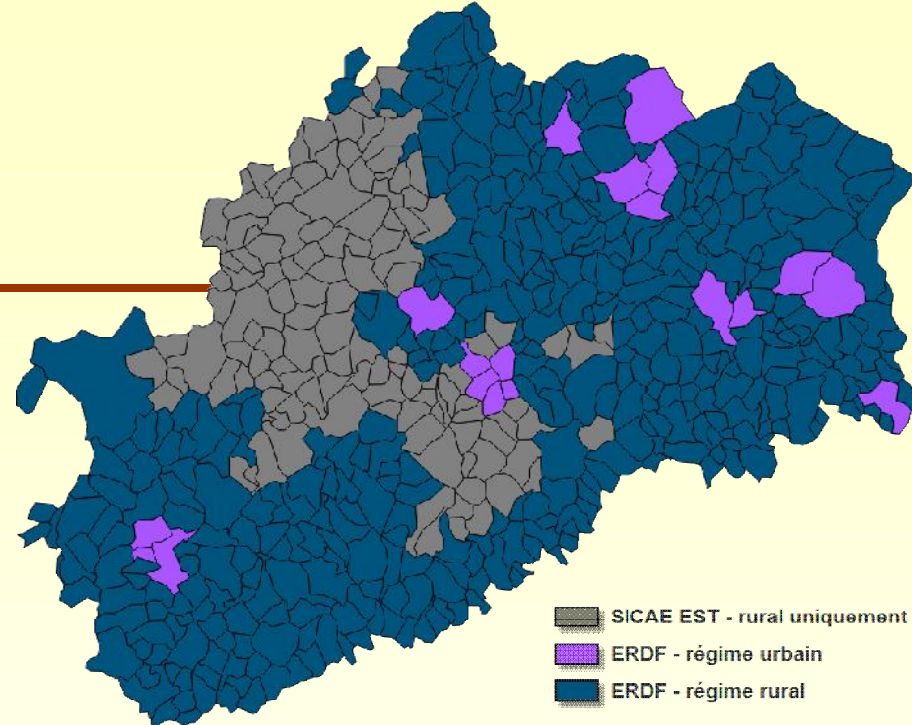 SICAE EST - rural uniquement
ERDF - régime urbain
ERDF - régime rural